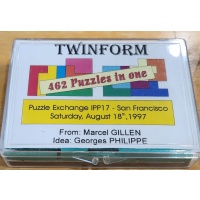 TWINFORM
462 Puzzles in one
Puzzle Exchange IPP17 - San Francisco
Saturday, August 18", 1997
From: Marcel GILLEN
Idea: Georges PHILIPPE